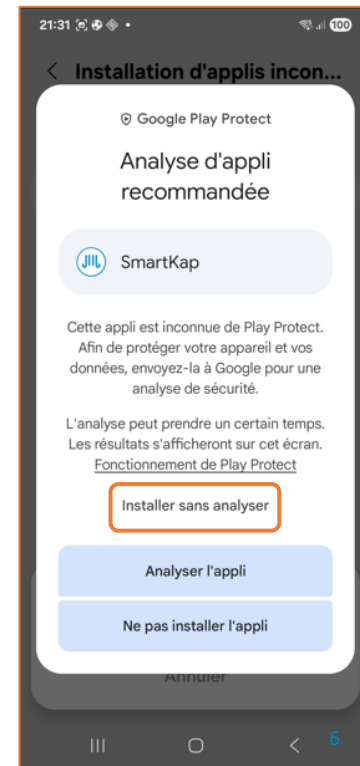 21:31
100
Installation d'applis incon...
Google Play Protect
Analyse d'appli
recommandée
SmartKap
Cette appli est inconnue de Play Protect.
Afin de protéger votre appareil et vos
données, envoyez-la à Google pour une
analyse de sécurité.
L'analyse peut prendre un certain temps.
Les résultats s'afficheront sur cet écran.
Fonctionnement de Play Protect
Installer sans analyser
Analyser l'appli
Ne pas installer l'appli
Annuler
6